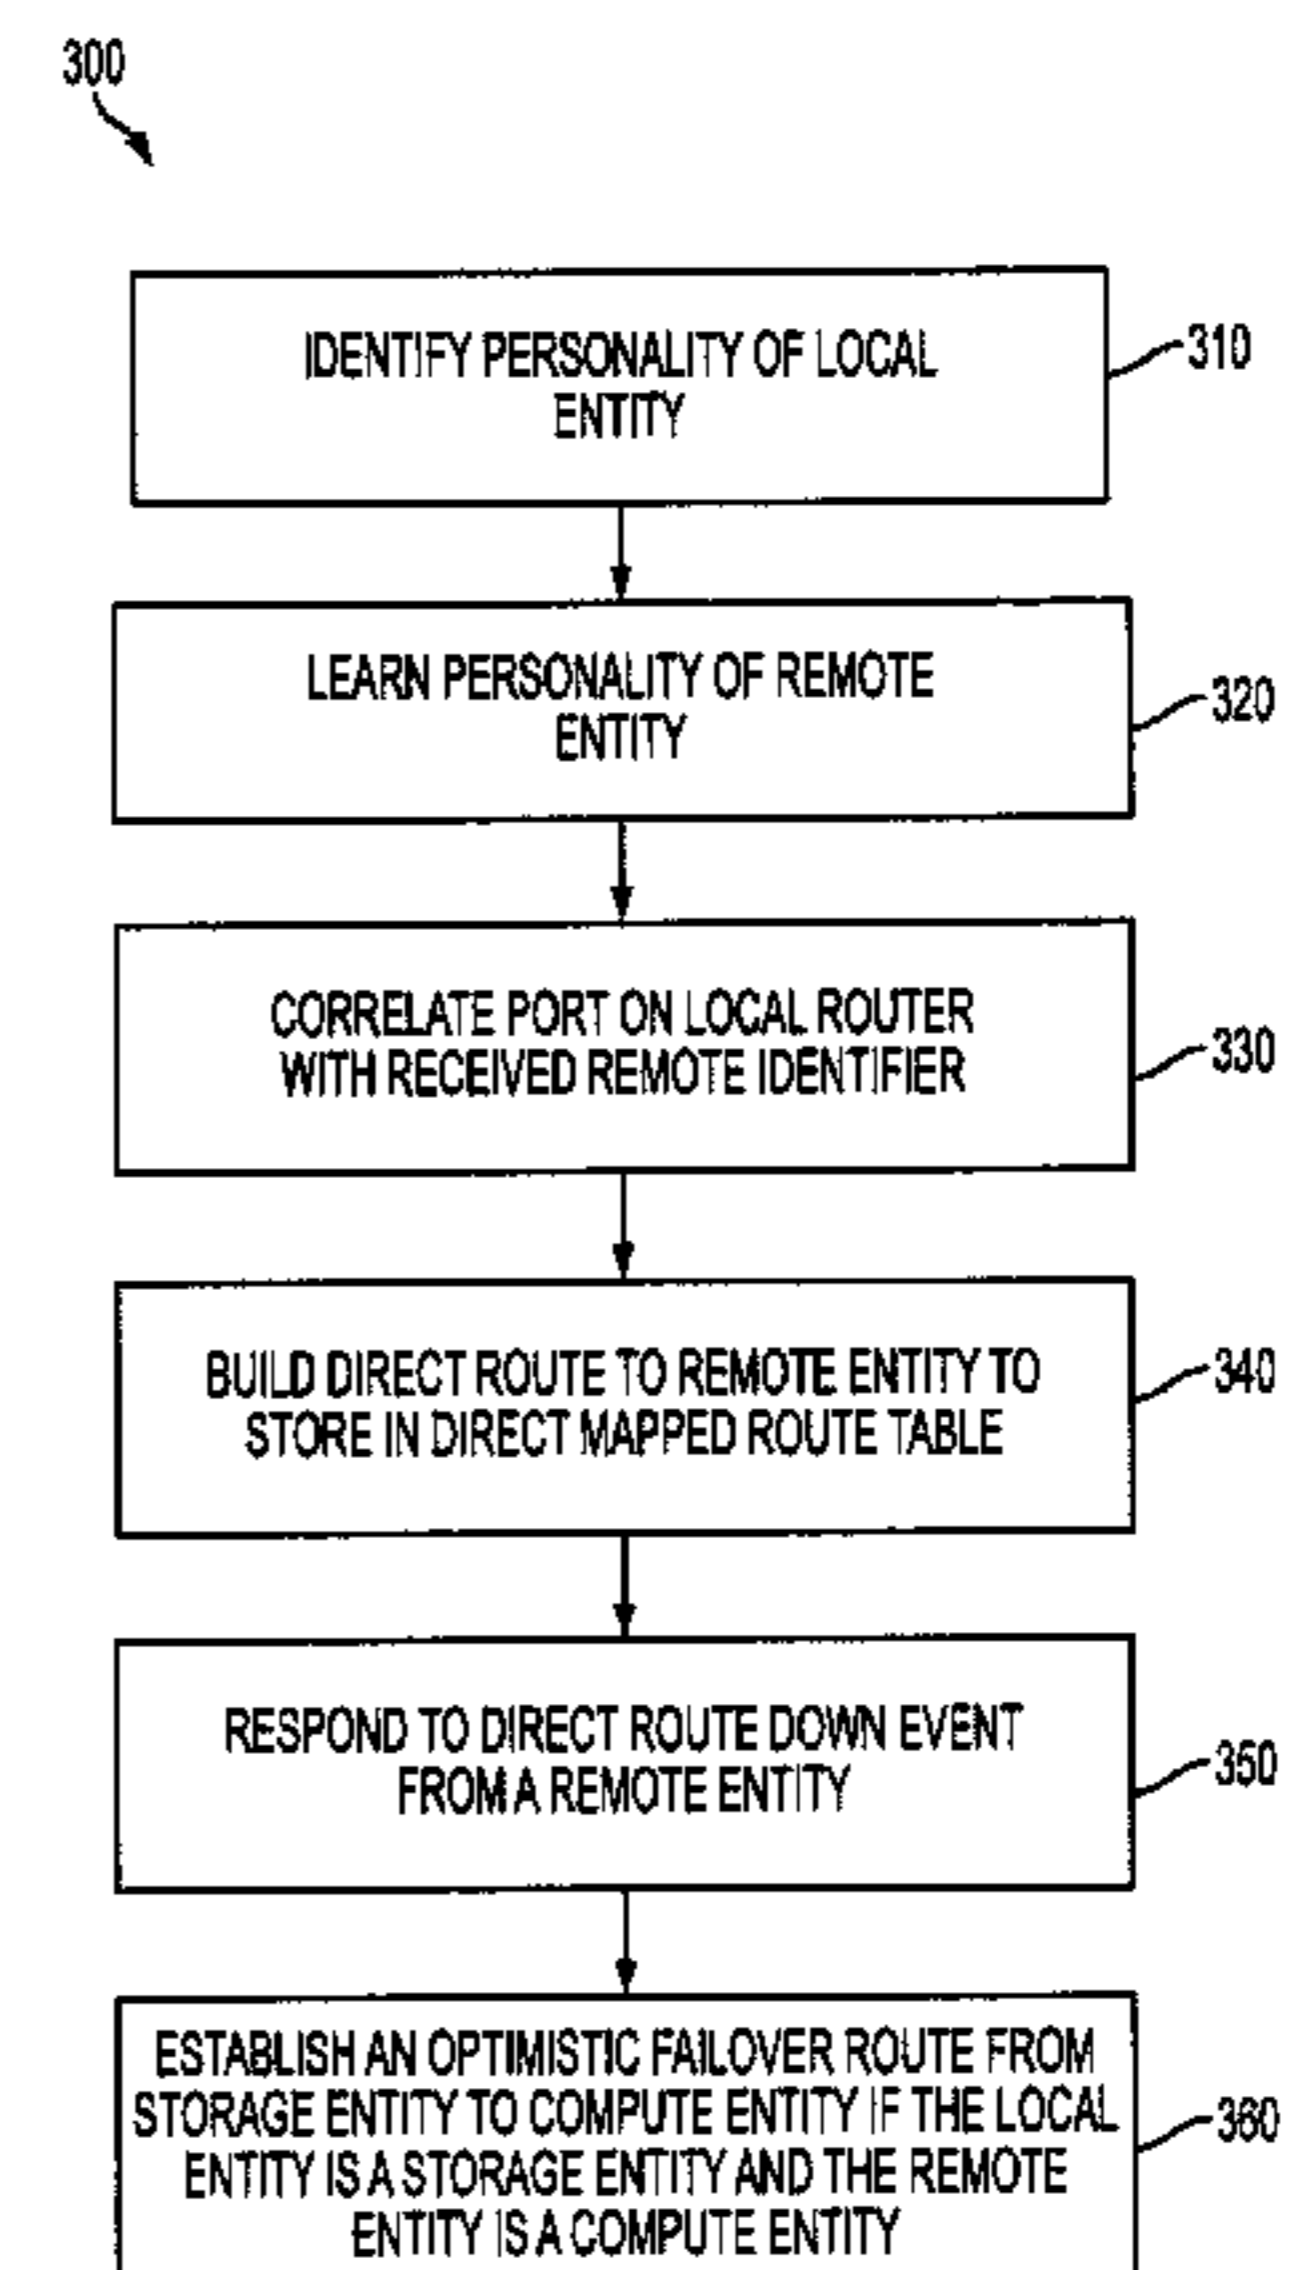 300
IDENTIFY PERSONALITY OF LOCAL
ENTITY
310
LEARN PERSONALITY OF REMOTE
ENTITY
320
CORRELATE PORT ON LOCAL ROUTER
WITH RECEIVED REMOTE IDENTIFIER
330
BUILD DIRECT ROUTE TO REMOTE ENTITY TO
STORE IN DIRECT MAPPED ROUTE TABLE
340
RESPOND TO DIRECT ROUTE DOWN EVENT
FROM A REMOTE ENTITY
350
ESTABLISH AN OPTIMISTIC FAILOVER ROUTE FROM
STORAGE ENTITY TO COMPUTE ENTITY IF THE LOCAL
ENTITY IS A STORAGE ENTITY AND THE REMOTE
ENTITY IS A COMPUTE ENTITY
360